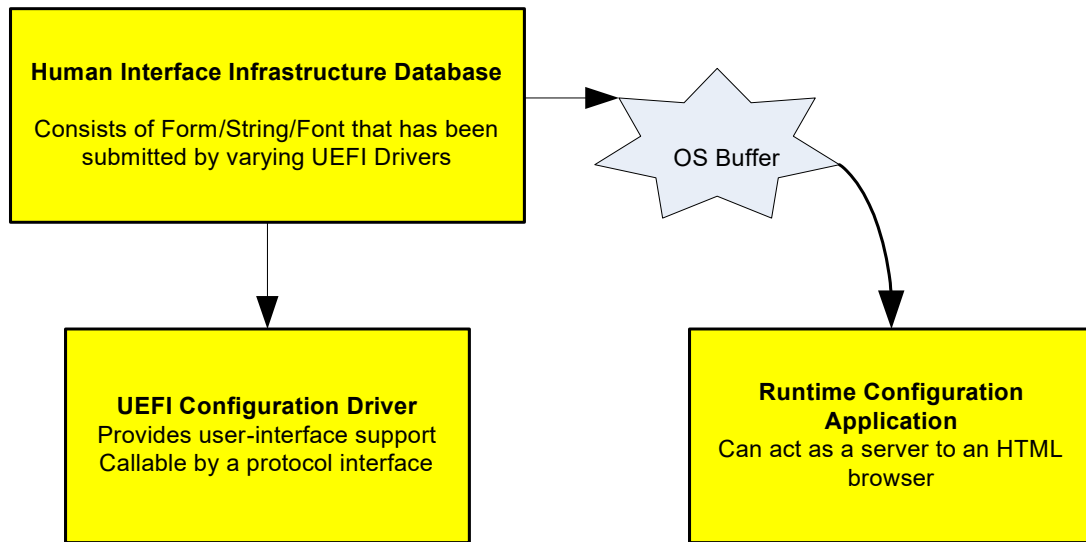 Human Interface Infrastructure Database
Consists of Form/String/Font that has been
submitted by varying UEFI Drivers
OS Buffer
UEFI Configuration Driver
Provides user-interface support
Callable by a protocol interface
Runtime Configuration
Application
Can act as a server to an HTML
browser